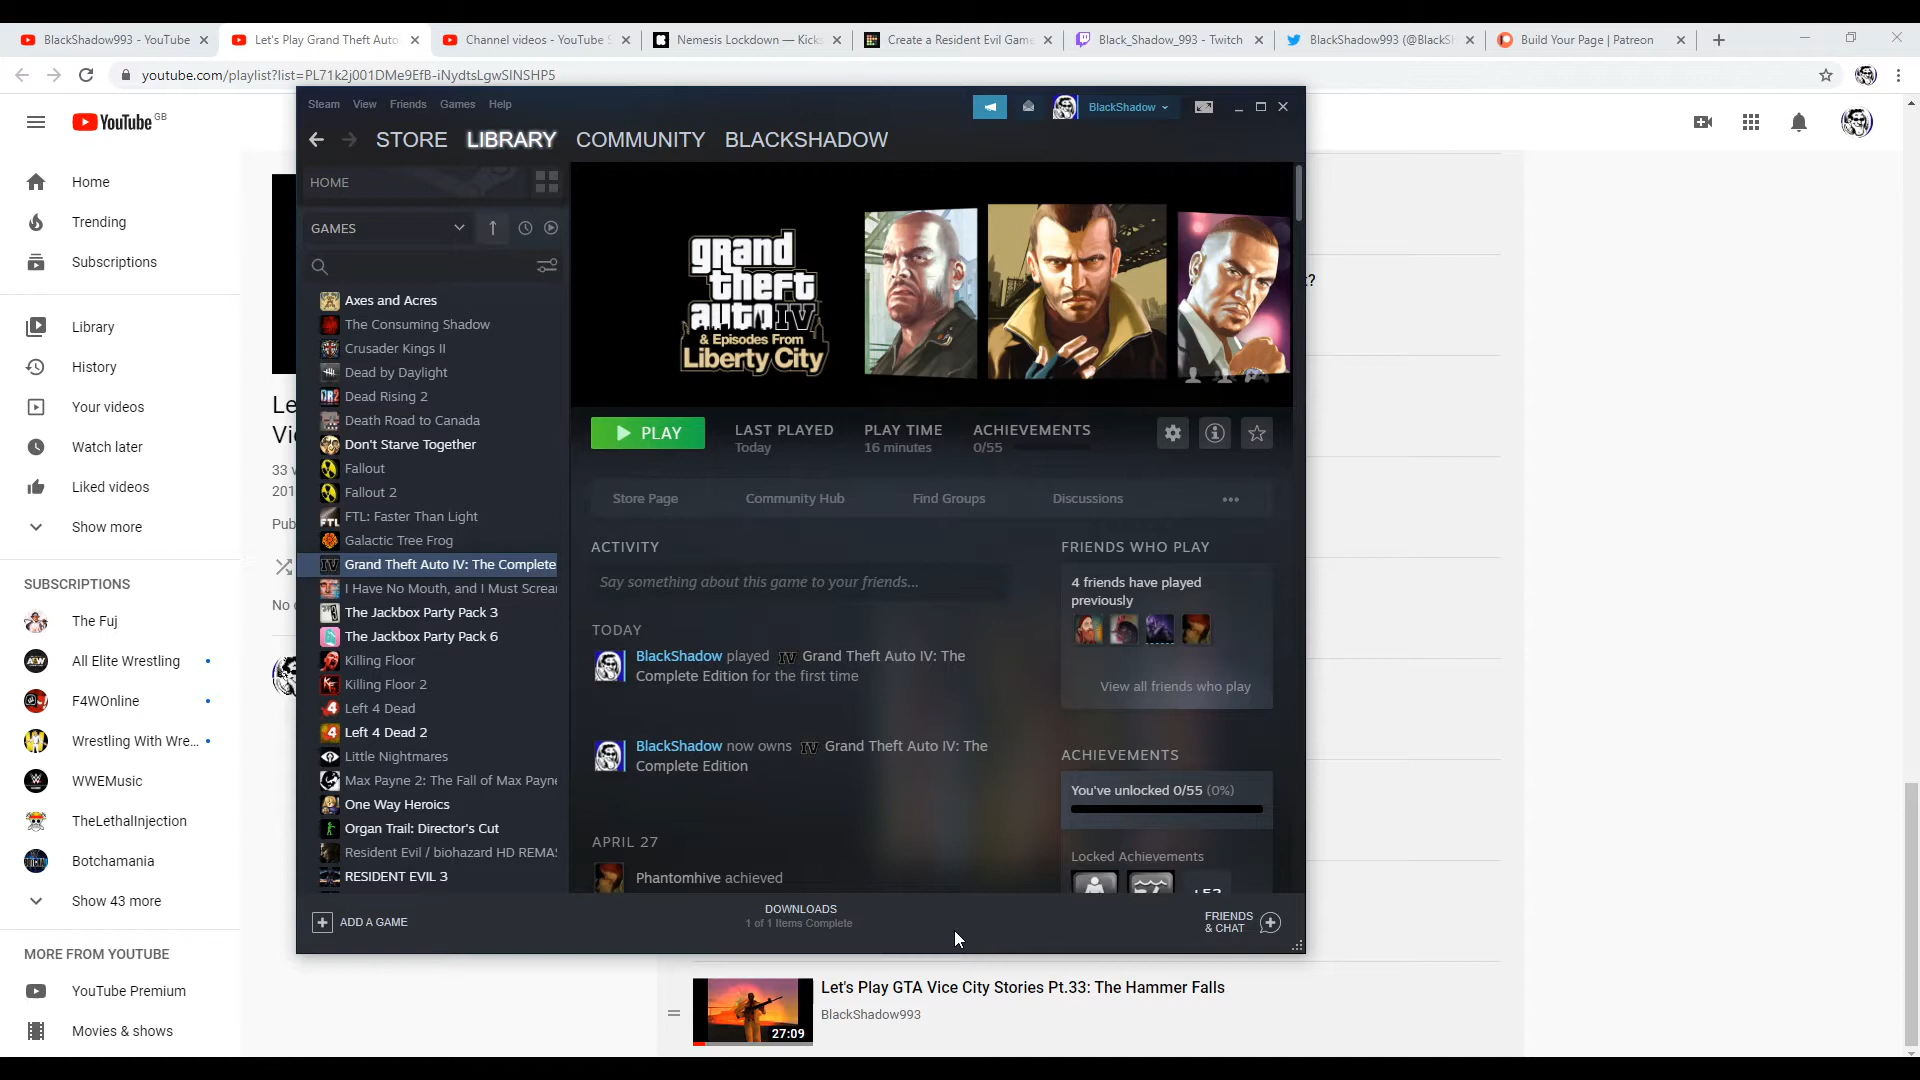 BlackShadow993 - YouTube
Let's Play Grand Theft Auto
Channel videos - YouTube S
Nemesis Lockdown — Kicks
Create a Resident Evil Game
Black_Shadow_993 - Twitch
BlackShadow993 (@BlackSh
Build Your Page | Patreon
youtube.com/playlist?list=PL71k2j001DMe9EfB-iNydtsLgwSINSHP5
YouTube GB
Home
Trending
Subscriptions
Library
History
Your videos
Watch later
Liked videos
Show more
SUBSCRIPTIONS
The Fuj
All Elite Wrestling
F4WOnline
Wrestling With Wre...
WWEMusic
TheLethalInjection
Botchamania
Show 43 more
MORE FROM YOUTUBE
YouTube Premium
Movies & shows
Le
Vi
33 v
201
Pub
No
Steam View Friends Games Help
BlackShadow
STORE LIBRARY COMMUNITY BLACKSHADOW
HOME
GAMES
Axes and Acres
The Consuming Shadow
Crusader Kings II
Dead by Daylight
Dead Rising 2
Death Road to Canada
Don't Starve Together
Fallout
Fallout 2
FTL: Faster Than Light
Galactic Tree Frog
Grand Theft Auto IV: The Complete
I Have No Mouth, and I Must Scream
The Jackbox Party Pack 3
The Jackbox Party Pack 6
Killing Floor
Killing Floor 2
Left 4 Dead
Left 4 Dead 2
Little Nightmares
Max Payne 2: The Fall of Max Payne
One Way Heroics
Organ Trail: Director's Cut
Resident Evil / biohazard HD REMAS
RESIDENT EVIL 3
grand
theft
auto IV
& Episodes From
Liberty City
PLAY
LAST PLAYED
Today
PLAY TIME
16 minutes
ACHIEVEMENTS
0/55
Store Page
Community Hub
Find Groups
Discussions
ACTIVITY
Say something about this game to your friends...
TODAY
BlackShadow played IV Grand Theft Auto IV: The
Complete Edition for the first time
BlackShadow now owns IV Grand Theft Auto IV: The
Complete Edition
APRIL 27
Phantomhive achieved
FRIENDS WHO PLAY
4 friends have played
previously
View all friends who play
ACHIEVEMENTS
You've unlocked 0/55 (0%)
Locked Achievements
+53
ADD A GAME
DOWNLOADS
1 of 1 Items Complete
FRIENDS
& CHAT
?
Let's Play GTA Vice City Stories Pt.33: The Hammer Falls
BlackShadow993
27:09